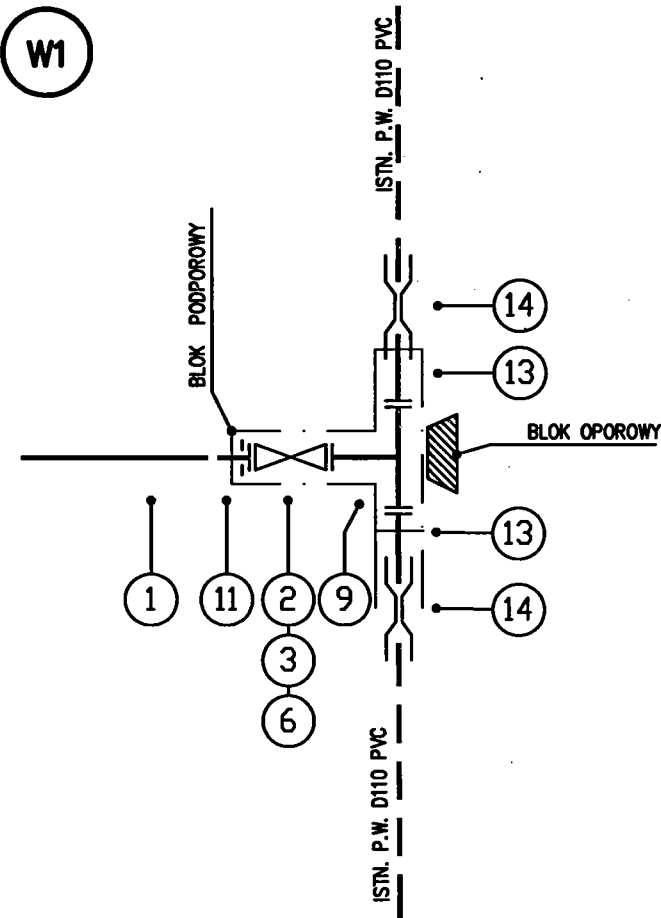 W1
ISTN. P.W. D110 PVC
BLOK PODPOROWY
14
13
BLOK OPOROWY
13
1
11
2
9
14
3
6
ISTN. P.W. D110 PVC